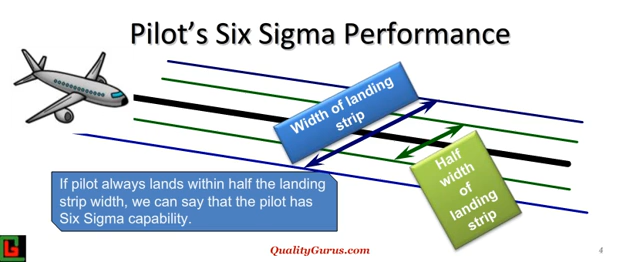 Pilot's Six Sigma Performance
Width of landing
strip
Half
width
of
landing
strip
If pilot always lands within half the landing
strip width, we can say that the pilot has
Six Sigma capability.
QualityGurus.com
4